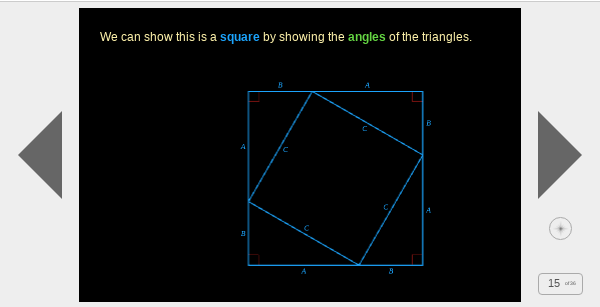 We can show this is a square by showing the angles of the triangles.
B A
B
C
A C
C A
B C
A B
15 of 36